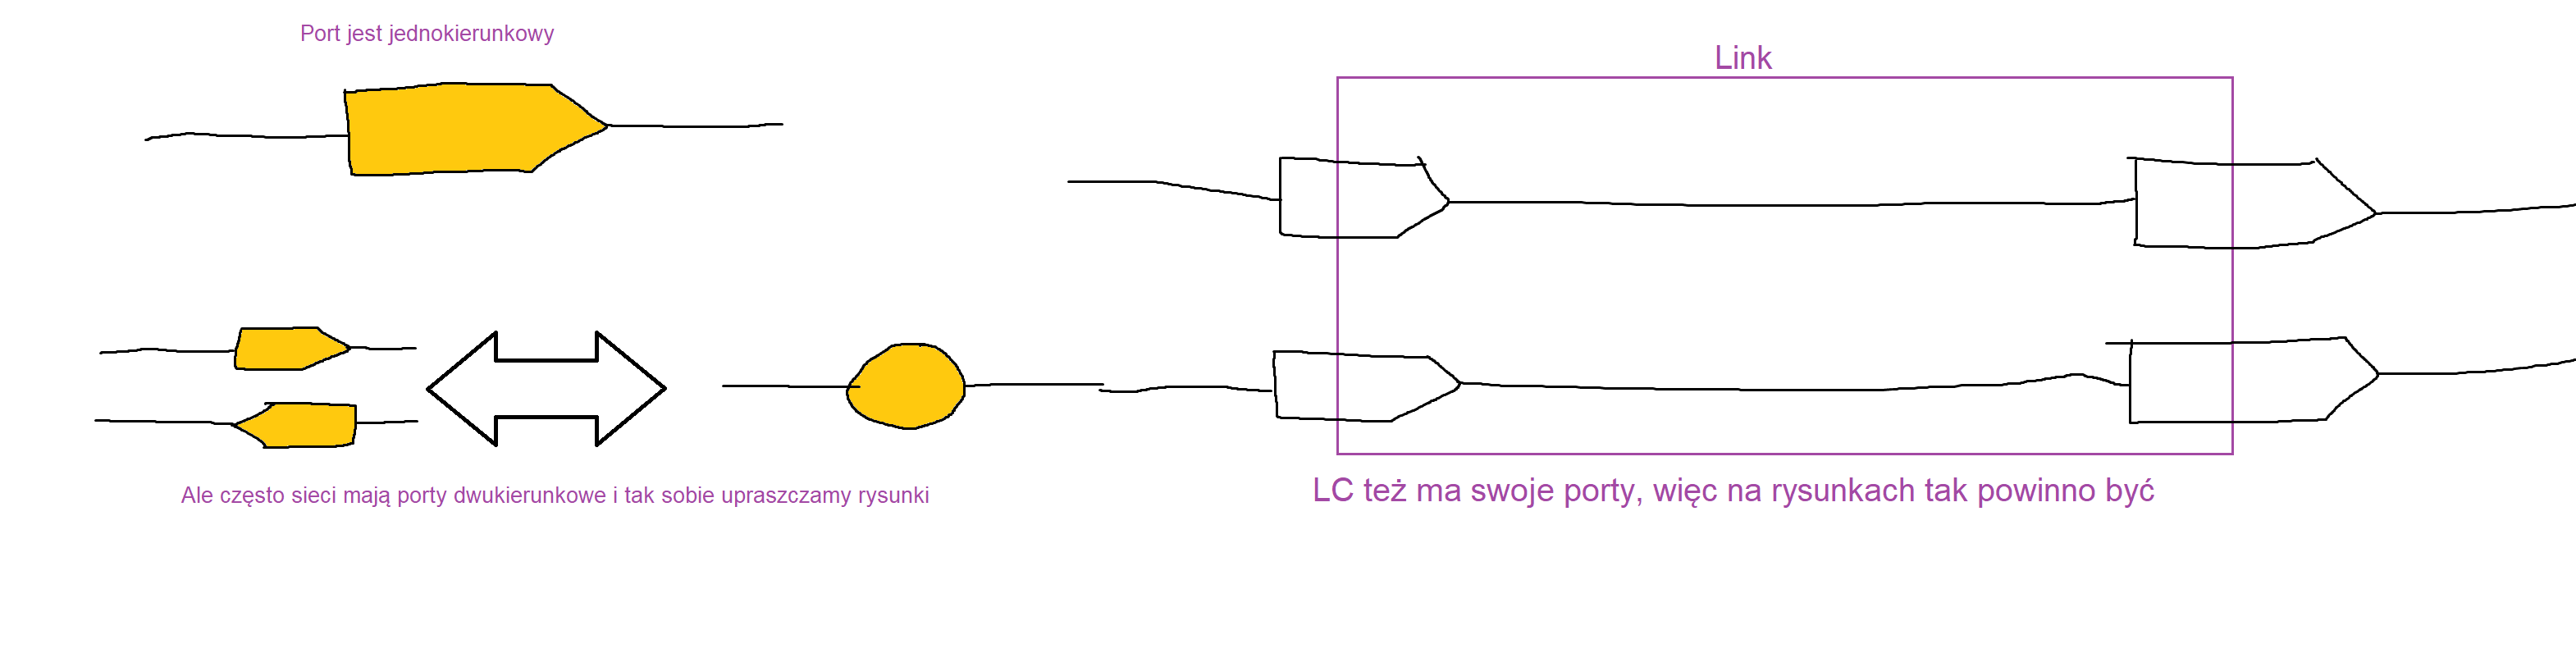 Port jest jednokierunkowy
Link
Ale często sieci mają porty dwukierunkowe i tak sobie upraszczamy rysunki
LC też ma swoje porty, więc na rysunkach tak powinno być